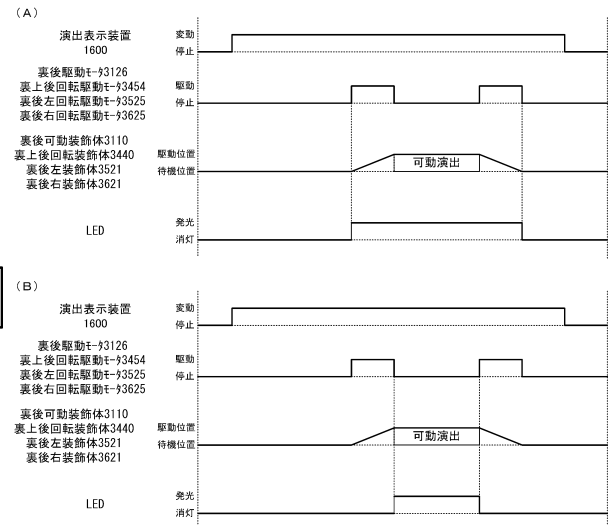 (A)
演出表示装置
1600
変動
停止
裏後駆動ﾓｰﾀ3126
裏上後回転駆動ﾓｰﾀ3454
裏後左回転駆動ﾓｰﾀ3525
裏後右回転駆動ﾓｰﾀ3625
駆動
停止
裏後可動装飾体3110
裏上後回転装飾体3440
裏後左装飾体3521
裏後右装飾体3621
駆動位置
待機位置
可動演出
LED
発光
消灯
(B)
演出表示装置
1600
変動
停止
裏後駆動ﾓｰﾀ3126
裏上後回転駆動ﾓｰﾀ3454
裏後左回転駆動ﾓｰﾀ3525
裏後右回転駆動ﾓｰﾀ3625
駆動
停止
裏後可動装飾体3110
裏上後回転装飾体3440
裏後左装飾体3521
裏後右装飾体3621
駆動位置
待機位置
可動演出
LED
発光
消灯